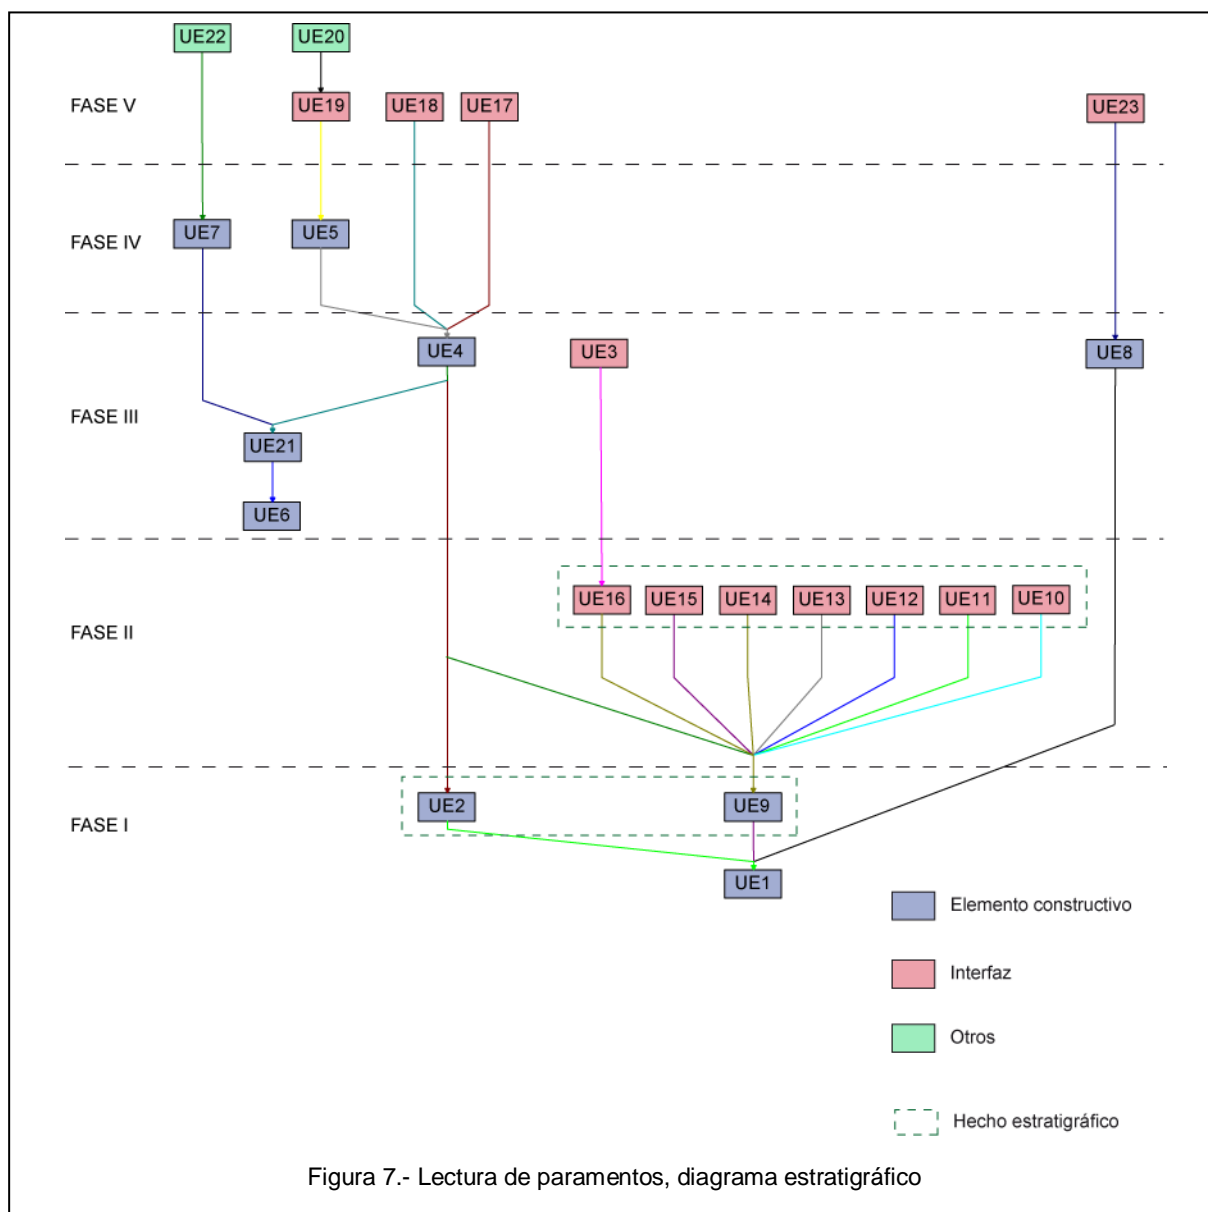 UE22 UE20
FASE V UE19 UE18 UE17 UE23
FASE IV UE7 UE5
UE4 UE3 UE8
FASE III
UE21
UE6
UE16 UE15 UE14 UE13 UE12 UE11 UE10
FASE II
UE2 UE9
FASE I
UE1
Elemento constructivo
Interfaz
Otros
Hecho estratigráfico
Figura 7.- Lectura de paramentos, diagrama estratigráfico